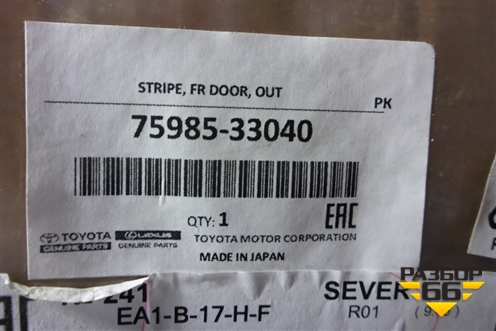 STRIPE, FR DOOR, OUT
PK
75985-33040
QTY: 1
EAC
TOYOTA
GENUINE PARTS
LEXUS
GENUINE PARTS
TOYOTA MOTOR CORPORATION
MADE IN JAPAN
241
SEVER
EA1-B-17-H-F
R01
РАЗБОР
66